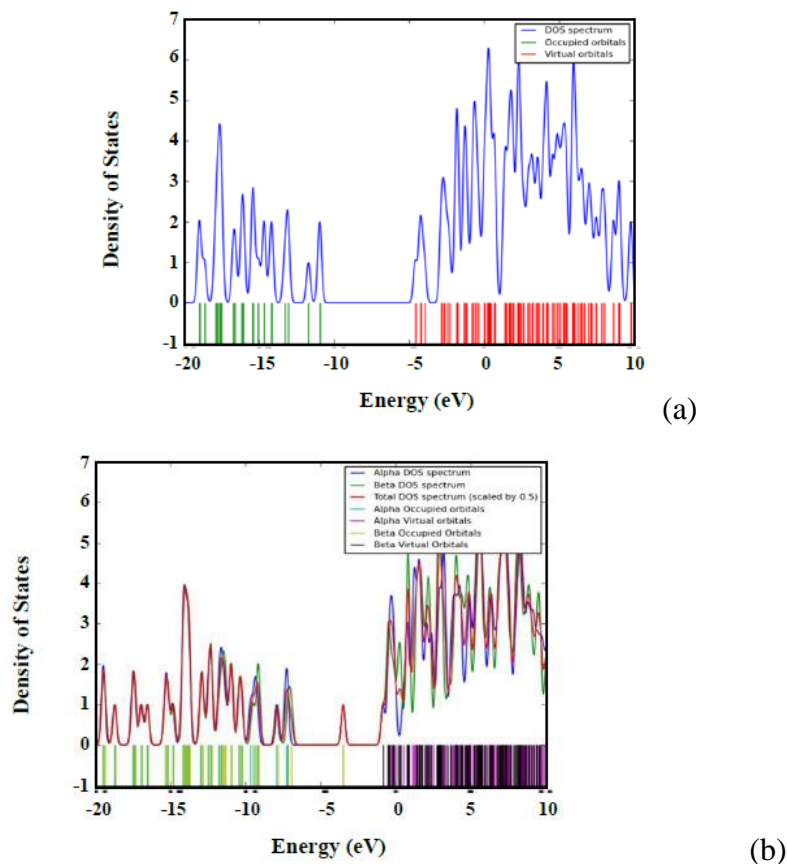 7
6
5
4
3
2
1
0
-1
Density of States
DOS spectrum
Occupied orbitals
Virtual orbitals
-20 -15 -10 -5 0 5 10
Energy (eV)
(a)
7
6
5
4
3
2
1
0
-1
Density of States
Alpha DOS spectrum
Beta DOS spectrum
Total DOS spectrum (scaled by 0.5)
Alpha Occupied orbitals
Alpha Virtual orbitals
Beta Occupied Orbitals
Beta Virtual Orbitals
-20 -15 -10 -5 0 5 10
Energy (eV)
(b)